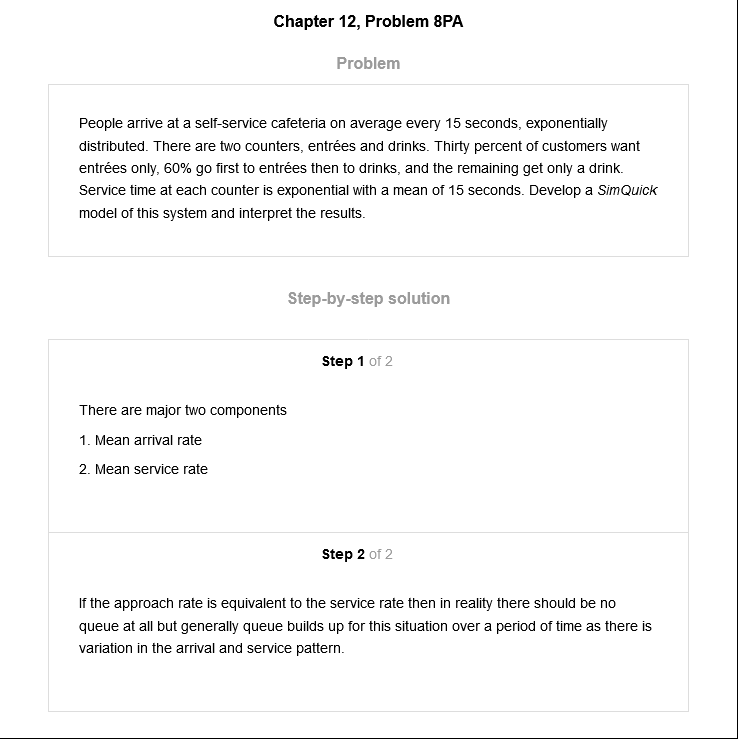 Chapter 12, Problem 8PA
Problem
People arrive at a self-service cafeteria on average every 15 seconds, exponentially
distributed. There are two counters, entrées and drinks. Thirty percent of customers want
entrées only, 60% go first to entrées then to drinks, and the remaining get only a drink.
Service time at each counter is exponential with a mean of 15 seconds. Develop a SimQuick
model of this system and interpret the results.
Step-by-step solution
Step 1 of 2
There are major two components
1. Mean arrival rate
2. Mean service rate
Step 2 of 2
If the approach rate is equivalent to the service rate then in reality there should be no
queue at all but generally queue builds up for this situation over a period of time as there is
variation in the arrival and service pattern.